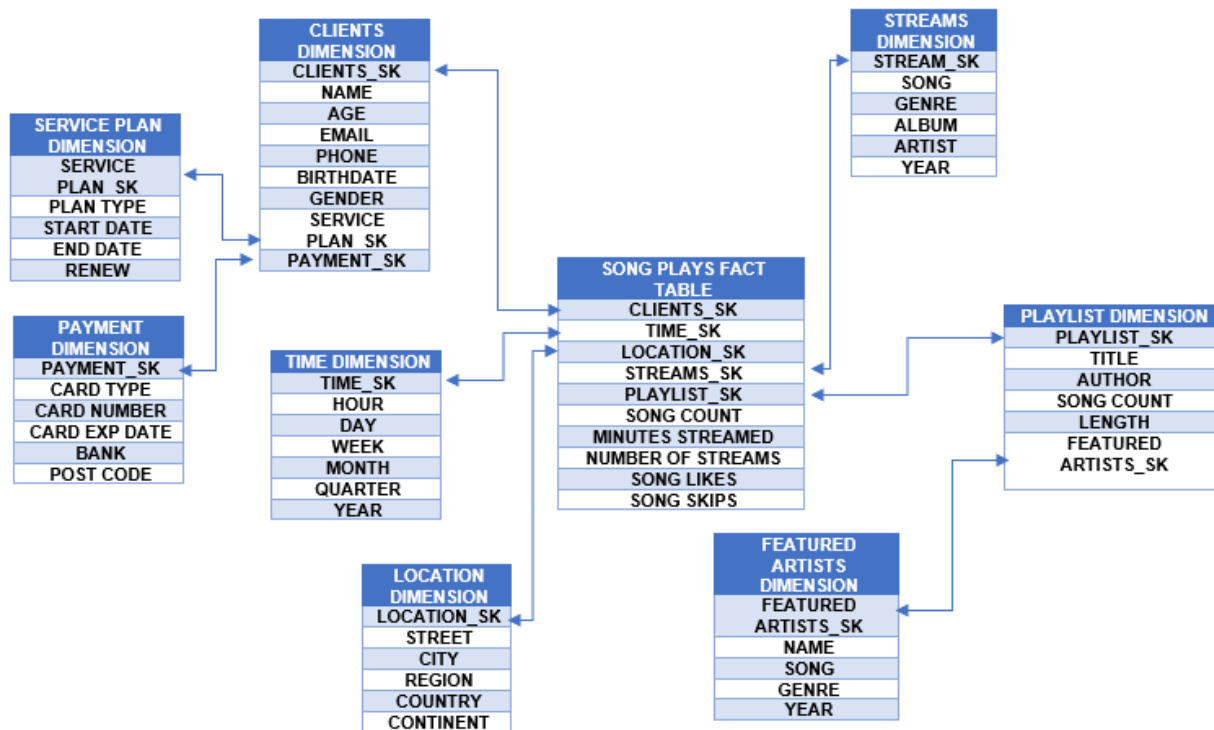 CLIENTS
DIMENSION
CLIENTS_SK
NAME
AGE
EMAIL
PHONE
BIRTHDATE
GENDER
SERVICE
PLAN_SK
PAYMENT_SK
STREAMS
DIMENSION
STREAM_SK
SONG
GENRE
ALBUM
ARTIST
YEAR
SERVICE PLAN
DIMENSION
SERVICE
PLAN_SK
PLAN TYPE
START DATE
END DATE
RENEW
SONG PLAYS FACT
TABLE
CLIENTS_SK
TIME_SK
LOCATION_SK
STREAMS_SK
PLAYLIST_SK
SONG COUNT
MINUTES STREAMED
NUMBER OF STREAMS
SONG LIKES
SONG SKIPS
PLAYLIST DIMENSION
PLAYLIST_SK
TITLE
AUTHOR
SONG COUNT
LENGTH
FEATURED
ARTISTS_SK
PAYMENT
DIMENSION
PAYMENT_SK
CARD TYPE
CARD NUMBER
CARD EXP DATE
BANK
POST CODE
TIME DIMENSION
TIME_SK
HOUR
DAY
WEEK
MONTH
QUARTER
YEAR
LOCATION
DIMENSION
LOCATION_SK
STREET
CITY
REGION
COUNTRY
CONTINENT
FEATURED
ARTISTS
DIMENSION
FEATURED
ARTISTS_SK
NAME
SONG
GENRE
YEAR